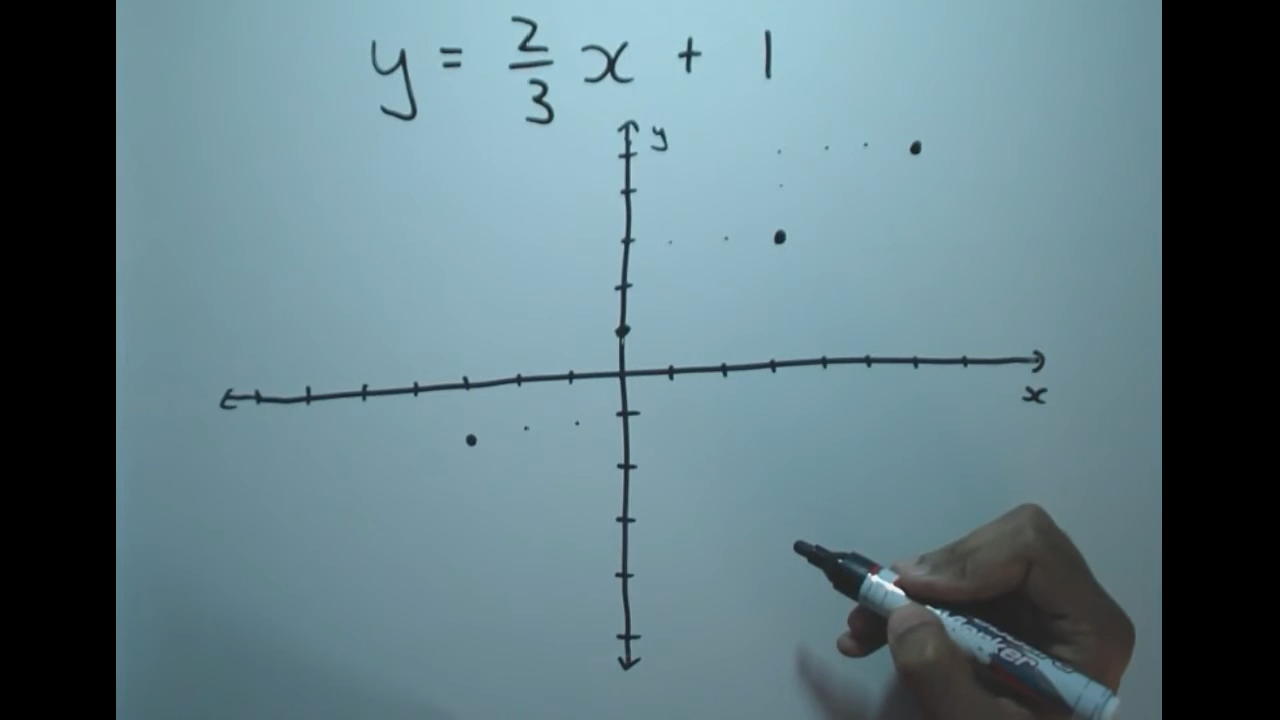 y = 2/3 x + 1
y
x
Marker